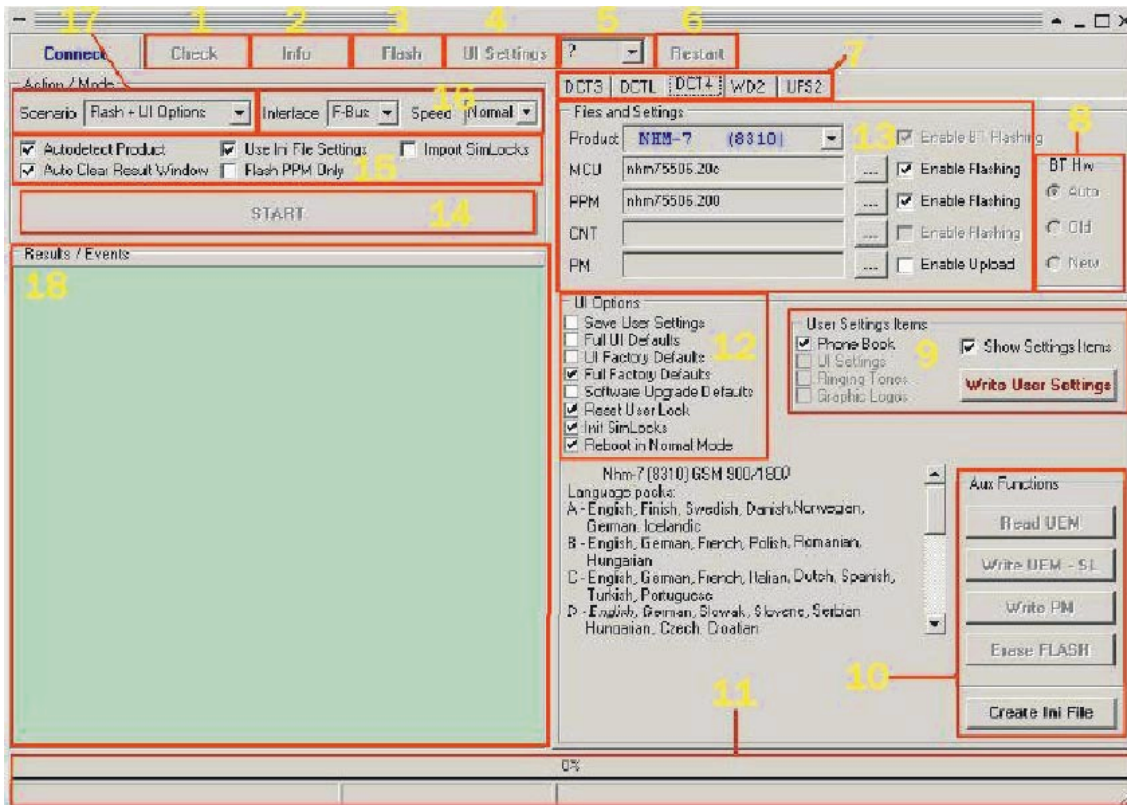 17 1 2 3 4 5 6
Connect Check Info Flash UI Settings ? Restart
7
Action / Mode
DCT3 DCTL DCT4 WD2 UFS2
Scenario Flash + UI Options Interface F-Bus Speed Normal
16
Files and Settings
8
Product NHM-7 (8310) 13 Enable BT Flashing
Autodetect Product Use Ini File Settings Import SimLocks
Auto Clear Result Window Flash PPM Only
15
MCU nhm75506.20c ... Enable Flashing
BT Hw
Auto
PPM nhm75506.200 ... Enable Flashing
START 14
CNT ... Enable Flashing
Old
Results / Events
PM ... Enable Upload
New
18
UI Options
Save User Settings
Full UI Defaults
UI Factory Defaults
Full Factory Defaults
Software Upgrade Defaults
Reset User Lock
Init SimLocks
Reboot in Normal Mode
12
User Settings Items
Phone Book 9 Show Settings Items
UI Settings
Ringing Tones
Graphic Logos
Write User Settings
Nhm-7 (8310) GSM 900/1800
Language packs:
A - English, Finish, Swedish, Danish,Norwegan,
German, Icelandic
B - English, German, French, Polish, Romanian,
Hungarian
C - English, German, French, Italian, Dutch, Spanish,
Turkish, Portuguese
D - English, German, Slowak, Slovene, Serbian
Hungarian, Czech, Croatian
Aux Functions
Read UEM
Write UEM - SL
Write PM
Erase FLASH
10
Create Ini File
11
0%